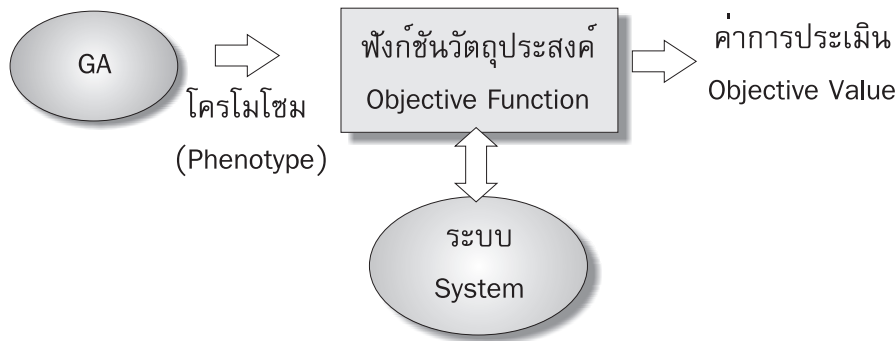 GA
โครโมโซม
(Phenotype)
ฟังก์ชันวัตถุประสงค์
Objective Function
ค่าการประเมิน
Objective Value
ระบบ
System